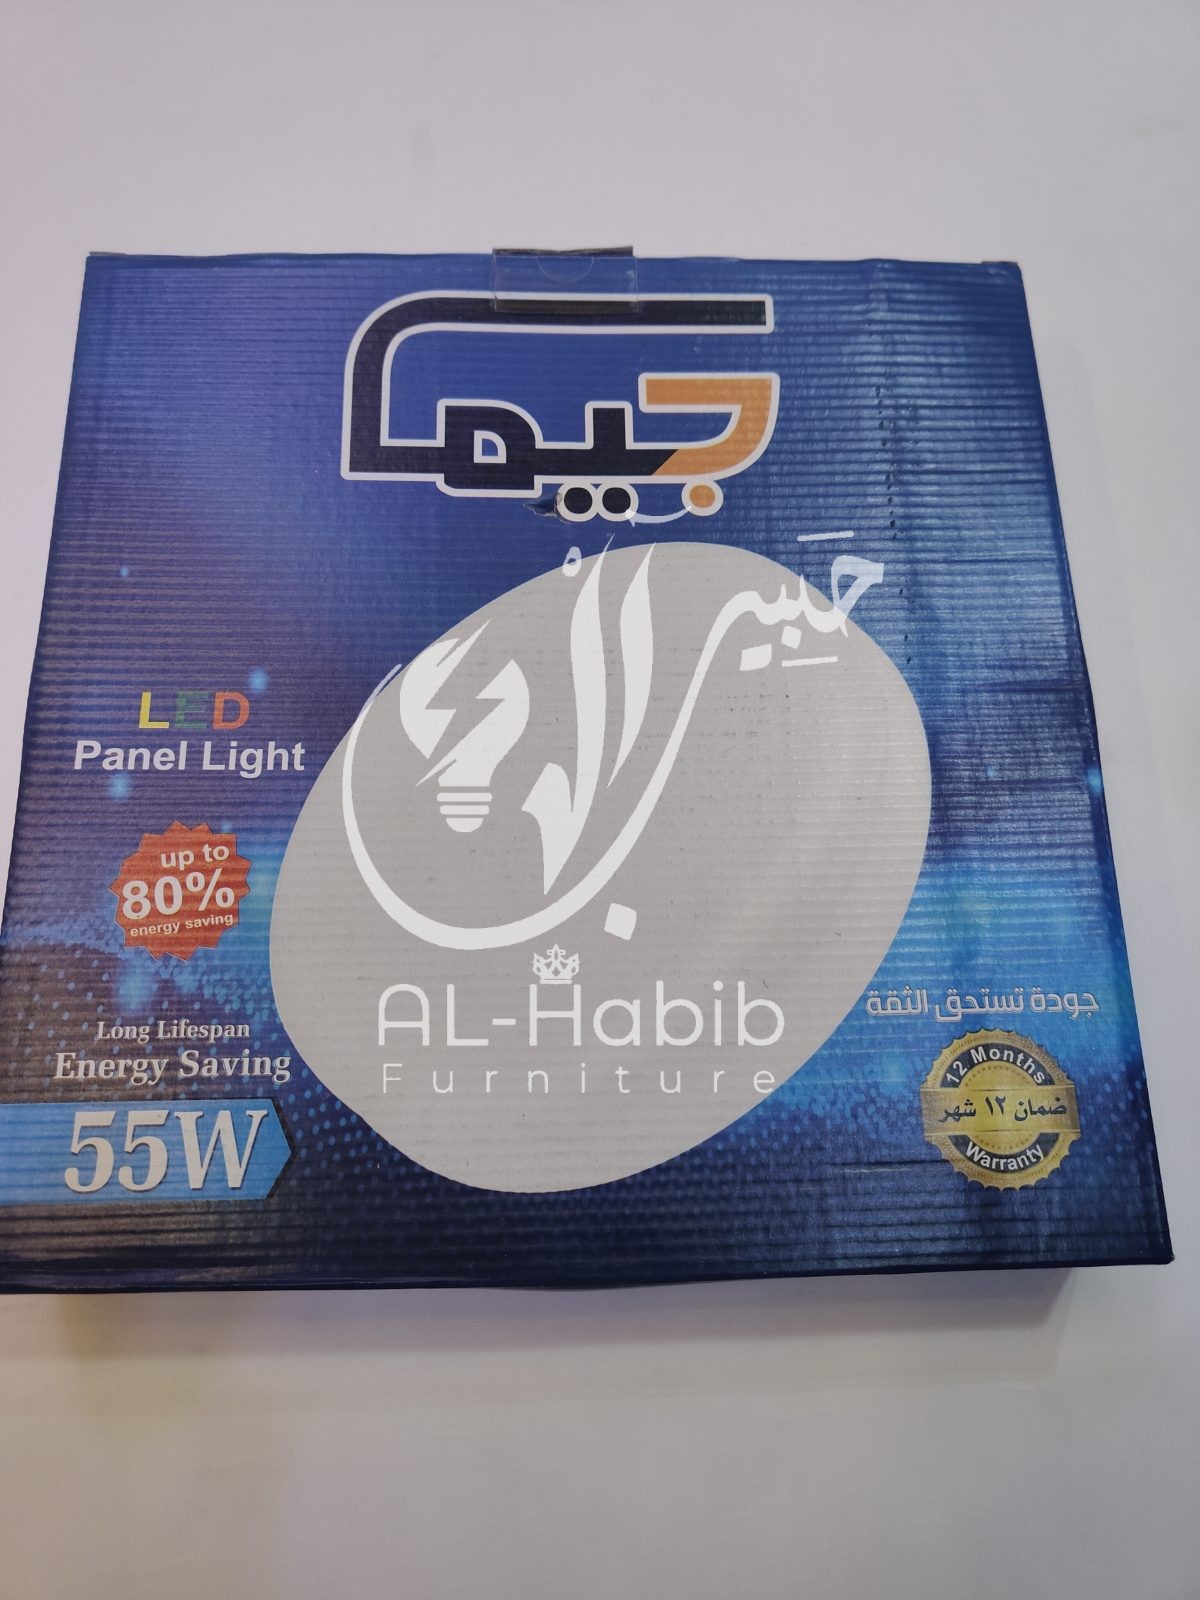 جيما
حَبِيب
LED
Panel Light
up to
80%
energy saving
AL-Habib
Furniture
Long Lifespan
Energy Saving
55W
جودة تستحق الثقة
12 Months
ضمان ١٢ شهر
Warranty